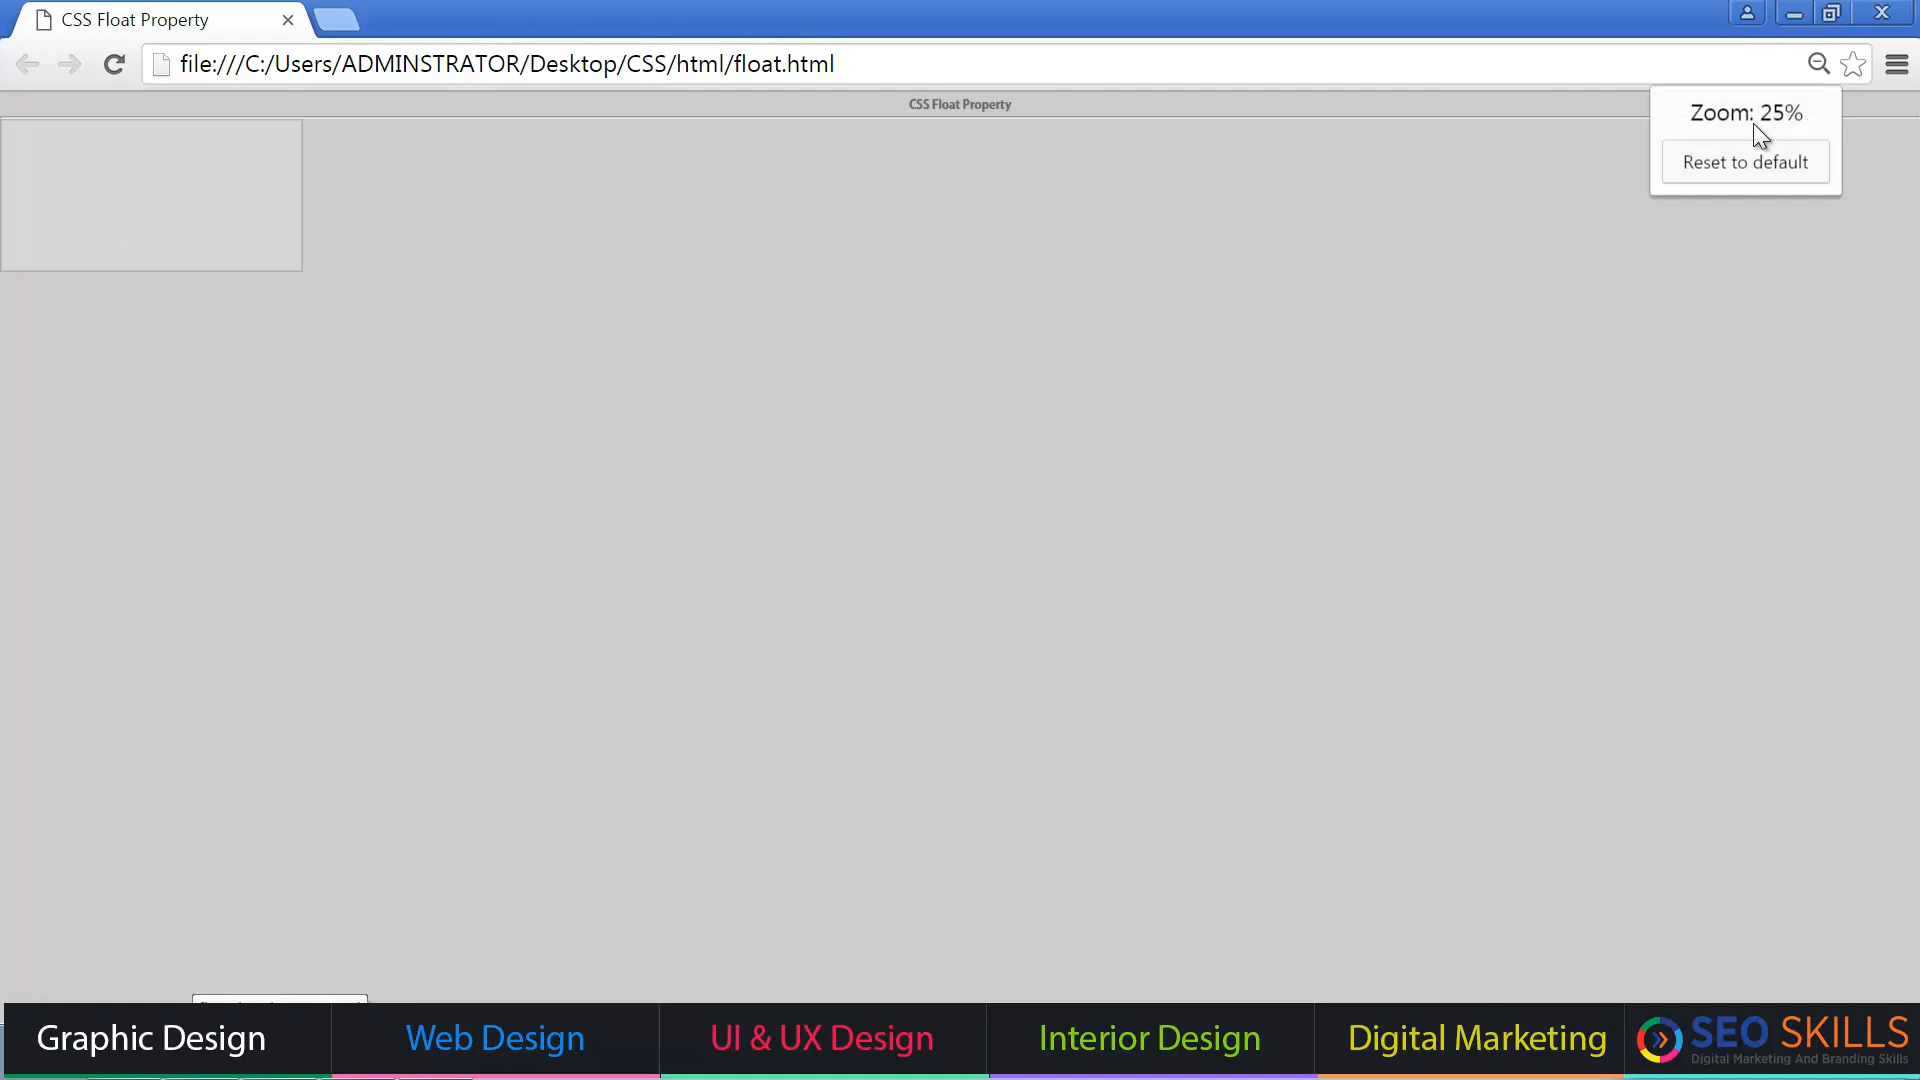 CSS Float Property
file:///C:/Users/ADMINSTRATOR/Desktop/CSS/html/float.html
CSS Float Property
Zoom: 25%
Reset to default
Graphic Design
Web Design
UI & UX Design
Interior Design
Digital Marketing
SEO SKILLS
Digital Marketing And Branding Skills